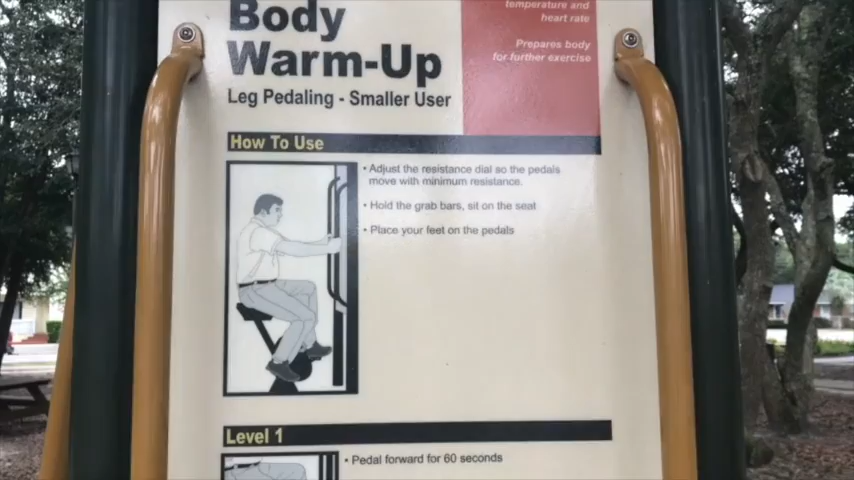 Body
Warm-Up
Leg Pedaling - Smaller User
temperature and
heart rate
Prepares body
for further exercise
How To Use
• Adjust the resistance dial so the pedals
move with minimum resistance.
• Hold the grab bars, sit on the seat
• Place your feet on the pedals
Level 1
• Pedal forward for 60 seconds